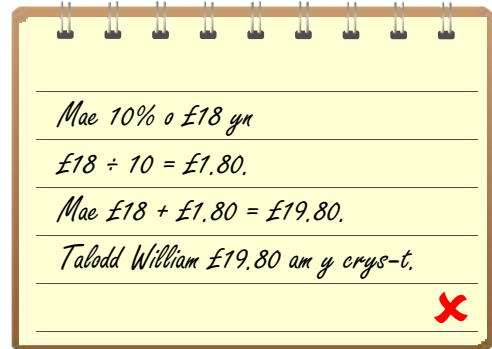 Mae 10% o £18 yn
£18 ÷ 10 = £1.80.
Mae £18 + £1.80 = £19.80.
Talodd William £19.80 am y crys-t.